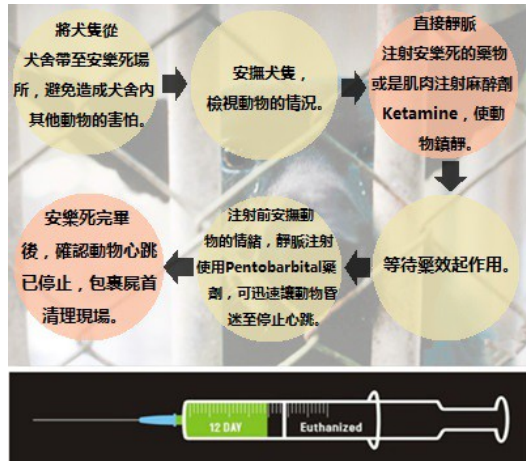 將犬隻從
犬舍帶至安樂死場
所，避免造成犬舍內
其他動物的害怕。
安撫犬隻，
檢視動物的情況。
直接靜脈
注射安樂死的藥物
或是肌肉注射麻醉劑
Ketamine，使動
物鎮靜。
等待藥效起作用。
注射前安撫動
物的情緒，靜脈注射
使用Pentobarbital藥
劑，可迅速讓動物昏
迷至停止心跳。
安樂死完畢
後，確認動物心跳
已停止，包裹屍首
清理現場。
12 DAY
Euthanized